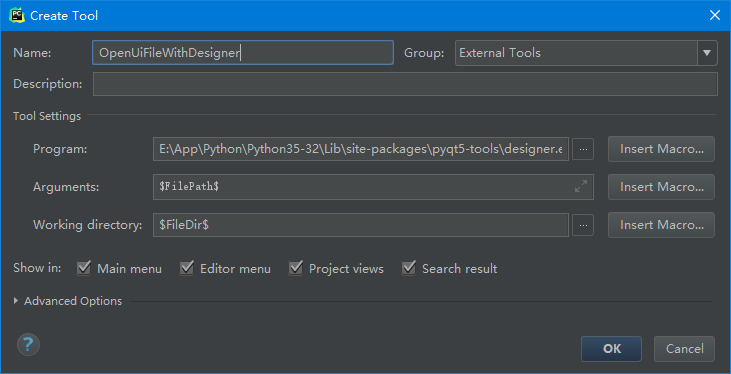 PC Create Tool
Name: OpenUiFileWithDesigner Group: External Tools
Description:
Tool Settings
Program: E:\App\Python\Python35-32\Lib\site-packages\pyqt5-tools\designer.e ... Insert Macro...
Arguments: $FilePath$ Insert Macro...
Working directory: $FileDir$ ... Insert Macro...
Show in: Main menu Editor menu Project views Search result
Advanced Options
? OK Cancel